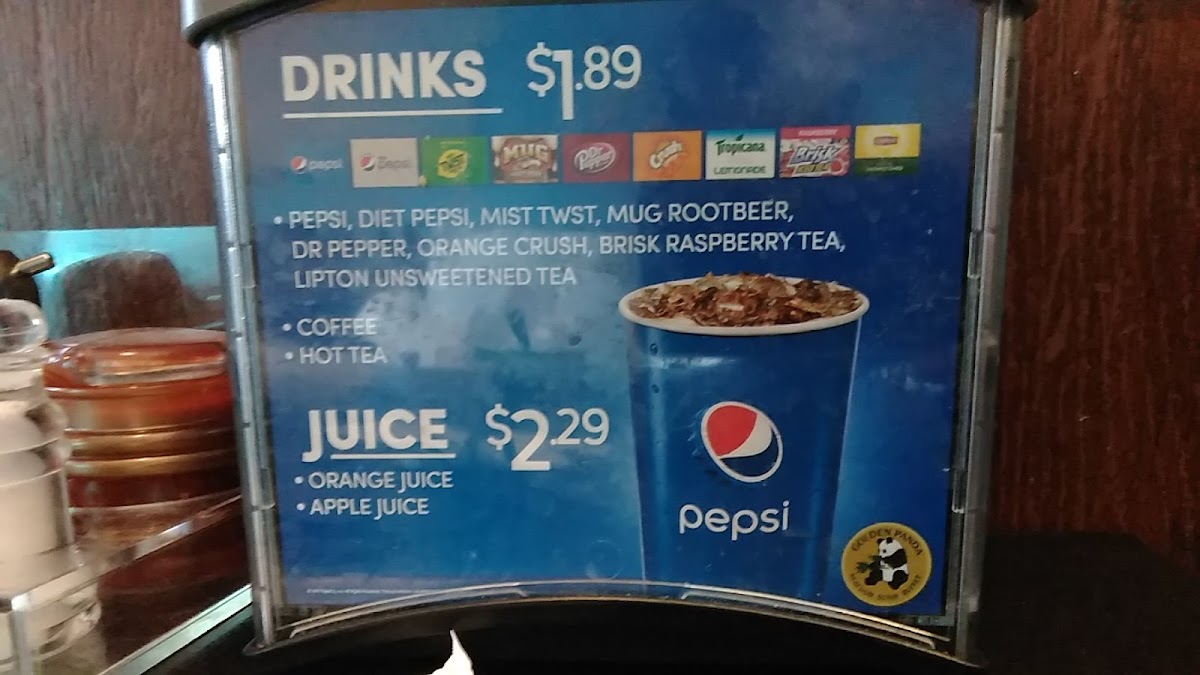 DRINKS $1.89
pepsi pepsi MUG Dr Pepper Crush Tropicana LEMONADE RASPBERRY Brisk Lipton
• PEPSI, DIET PEPSI, MIST TWST, MUG ROOTBEER,
DR PEPPER, ORANGE CRUSH, BRISK RASPBERRY TEA,
LIPTON UNSWEETENED TEA
• COFFEE
• HOT TEA
JUICE $2.29
• ORANGE JUICE
• APPLE JUICE
pepsi
GOLDEN PANDA